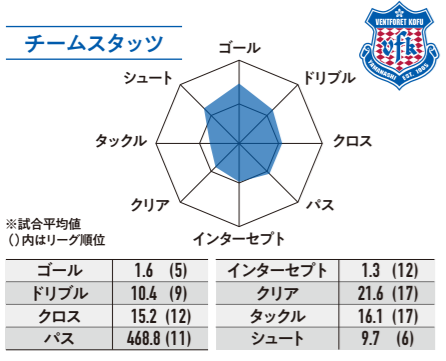 チームスタッツ
VENTFORET KOFU
vfk
YAMANASHI EST. 1965
ゴール
シュート
ドリブル
タックル
クロス
クリア
パス
インターセプト
※試合平均値
()内はリーグ順位
ゴール 1.6 (5) インターセプト 1.3 (12)
ドリブル 10.4 (9) クリア 21.6 (17)
クロス 15.2 (12) タックル 16.1 (17)
パス 468.8 (11) シュート 9.7 (6)